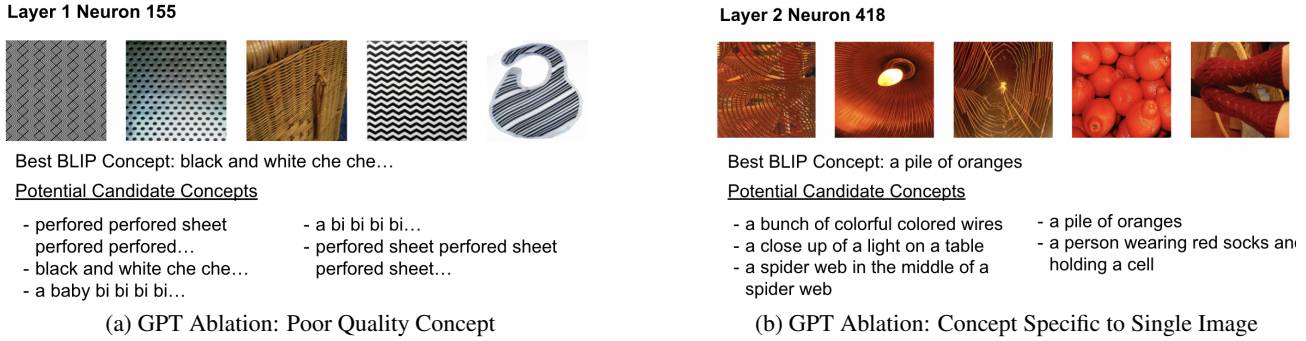 Layer 1 Neuron 155
Best BLIP Concept: black and white che che…
Potential Candidate Concepts
- perfored perfored sheet
perfored perfored…
- black and white che che…
- a baby bi bi bi bi…
- a bi bi bi bi…
- perfored sheet perfored sheet
perfored sheet…
(a) GPT Ablation: Poor Quality Concept
Layer 2 Neuron 418
Best BLIP Concept: a pile of oranges
Potential Candidate Concepts
- a bunch of colorful colored wires
- a close up of a light on a table
- a spider web in the middle of a
spider web
- a pile of oranges
- a person wearing red socks and
holding a cell
(b) GPT Ablation: Concept Specific to Single Image